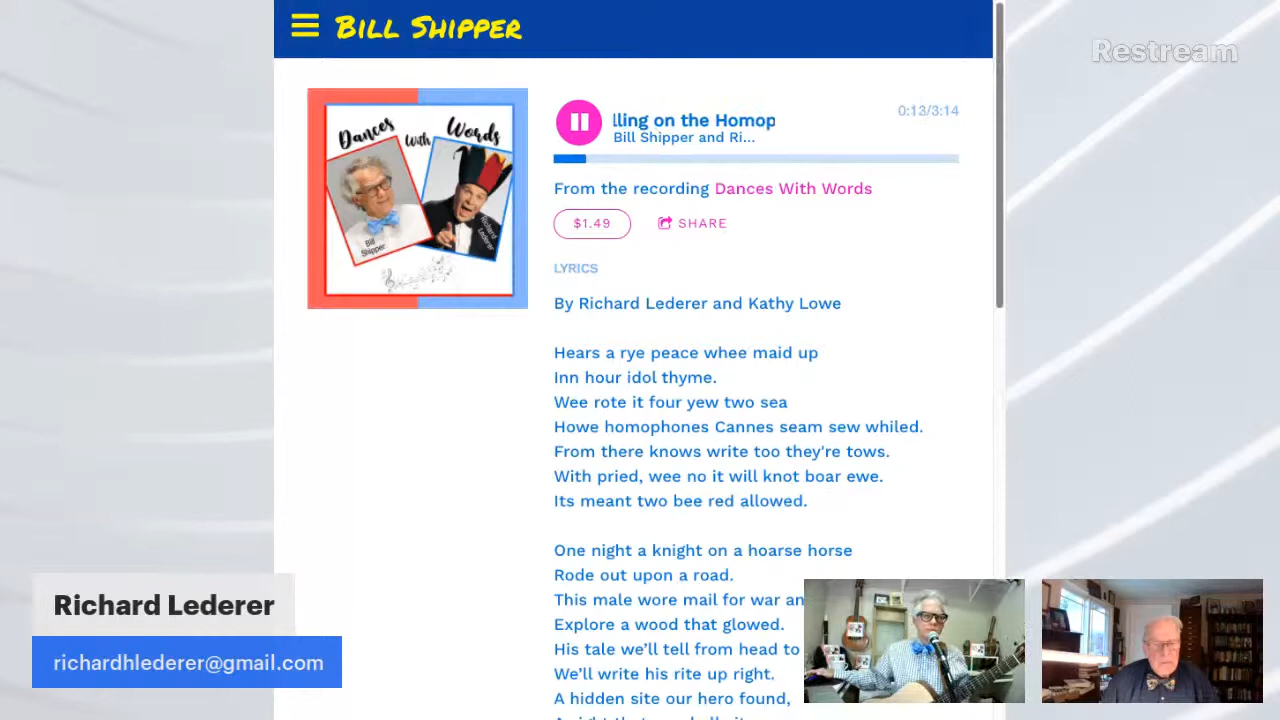 Bill Shipper
Restream
Dances With Words
Bill Shipper
Richard Lederer
lling on the Homop
0:13/3:14
Bill Shipper and Ri...
From the recording Dances With Words
$1.49
SHARE
LYRICS
By Richard Lederer and Kathy Lowe
Hears a rye peace whee maid up
Inn hour idol thyme.
Wee rote it four yew two sea
Howe homophones Cannes seam sew whiled.
From there knows write too they're tows.
With pried, wee no it will knot boar ewe.
Its meant two bee red allowed.
One night a knight on a hoarse horse
Rode out upon a road.
This male wore mail for war an
Explore a wood that glowed.
His tale we'll tell from head to
We'll write his rite up right.
A hidden site our hero found,
Richard Lederer
richardhlederer@gmail.com